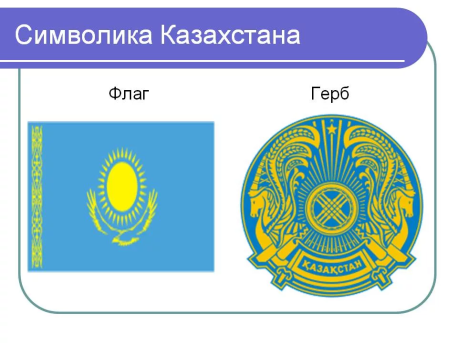 Символика Казахстана
Флаг
Герб
ҚАЗАҚСТАН